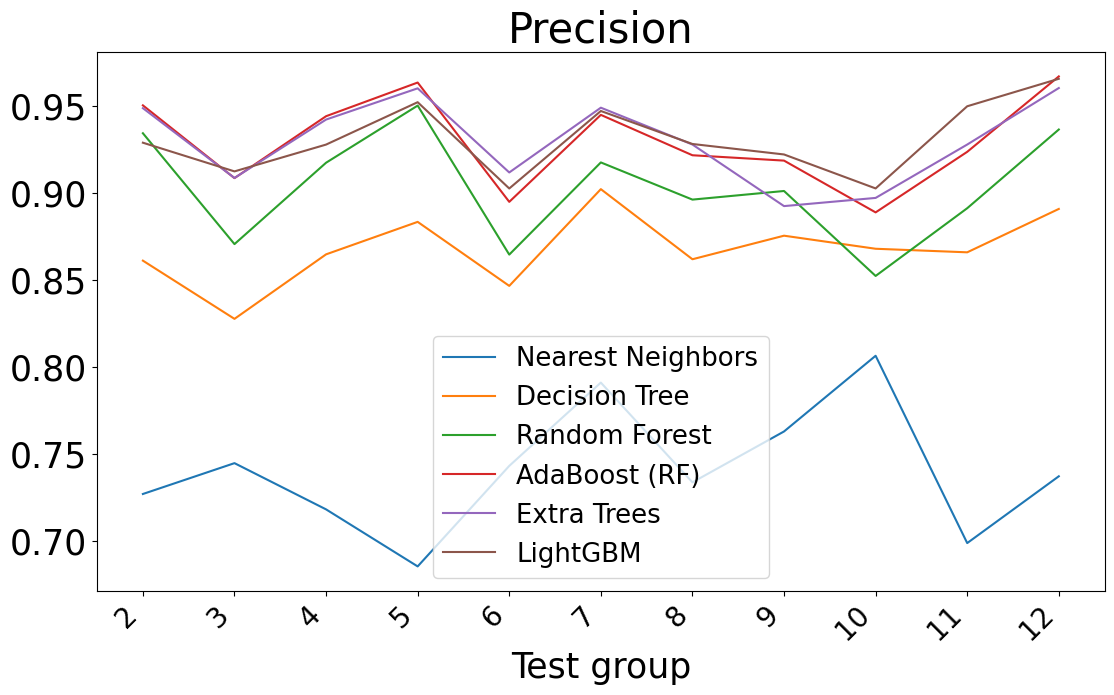 Precision
0.95
0.90
0.85
0.80
0.75
0.70
Nearest Neighbors
Decision Tree
Random Forest
AdaBoost (RF)
Extra Trees
LightGBM
2 3 4 5 6 7 8 9 10 11 12
Test group